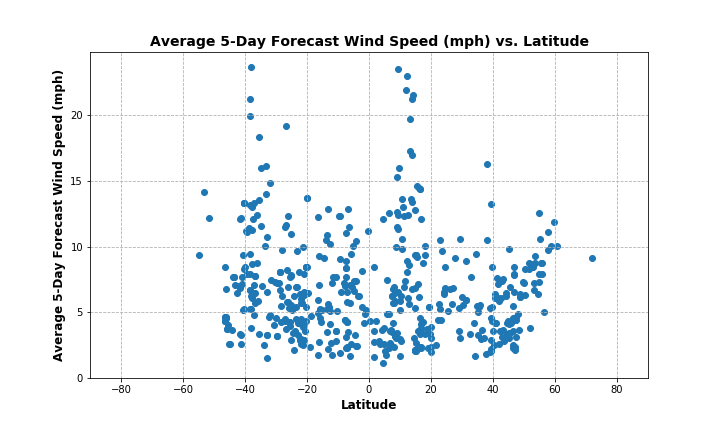 Average 5-Day Forecast Wind Speed (mph) vs. Latitude
Average 5-Day Forecast Wind Speed (mph)
20
15
10
5
0
−80 −60 −40 −20 0 20 40 60 80
Latitude